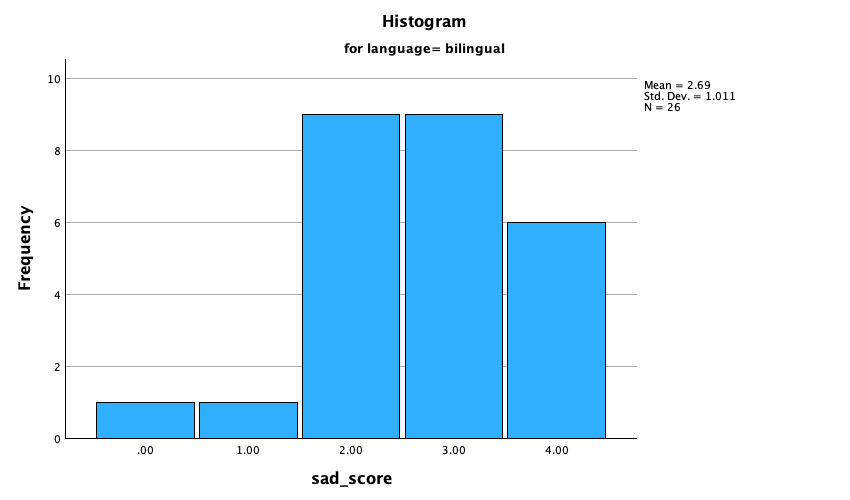 Histogram
for language= bilingual
Mean = 2.69
Std. Dev. = 1.011
N = 26
10
8
6
4
2
0
Frequency
.00 1.00 2.00 3.00 4.00
sad_score